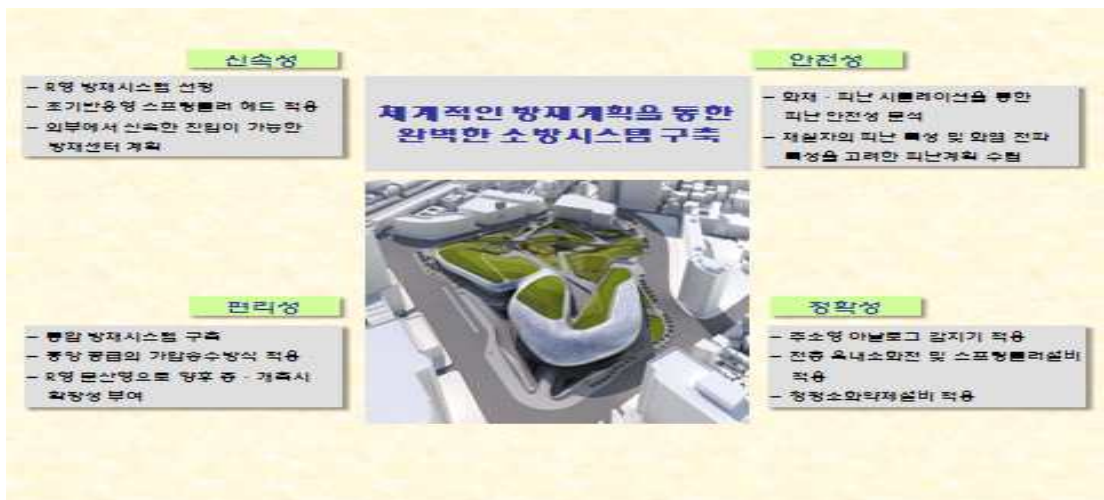 신속성
– R형 방재시스템 선정
– 조기반응형 스프링클러 헤드 적용
– 외부에서 신속한 진입이 가능한
방재센터 계획
체계적인 방재계획을 통한
완벽한 소방시스템 구축
안전성
– 화재 · 피난 시뮬레이션을 통한
피난 안전성 분석
– 재실자의 피난 특성 및 화염 전파
특성을 고려한 피난계획 수립
편리성
– 통합 방재시스템 구축
– 중앙 공급의 가압송수방식 적용
– R형 분산형으로 향후 증 · 개축시
확장성 부여
정확성
– 주소형 아날로그 감지기 적용
– 전층 옥내소화전 및 스프링클러설비
적용
– 청정소화약제설비 적용